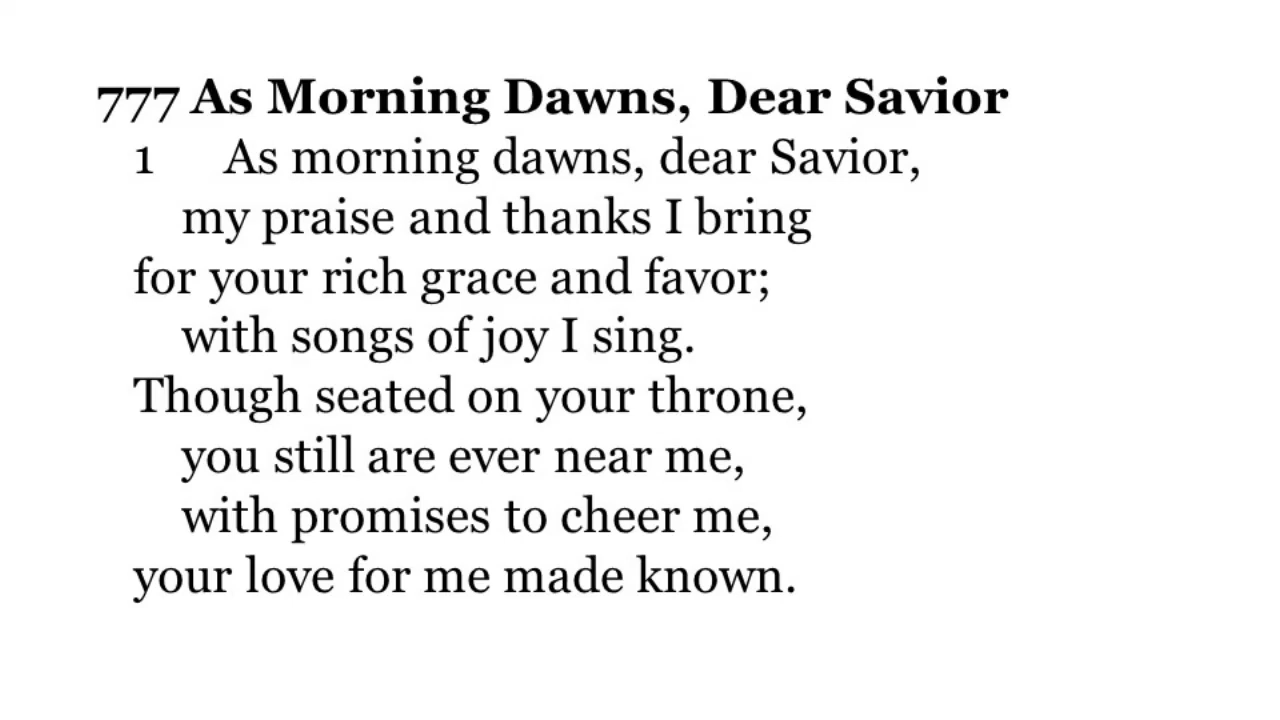 777 As Morning Dawns, Dear Savior
1 As morning dawns, dear Savior,
my praise and thanks I bring
for your rich grace and favor;
with songs of joy I sing.
Though seated on your throne,
you still are ever near me,
with promises to cheer me,
your love for me made known.